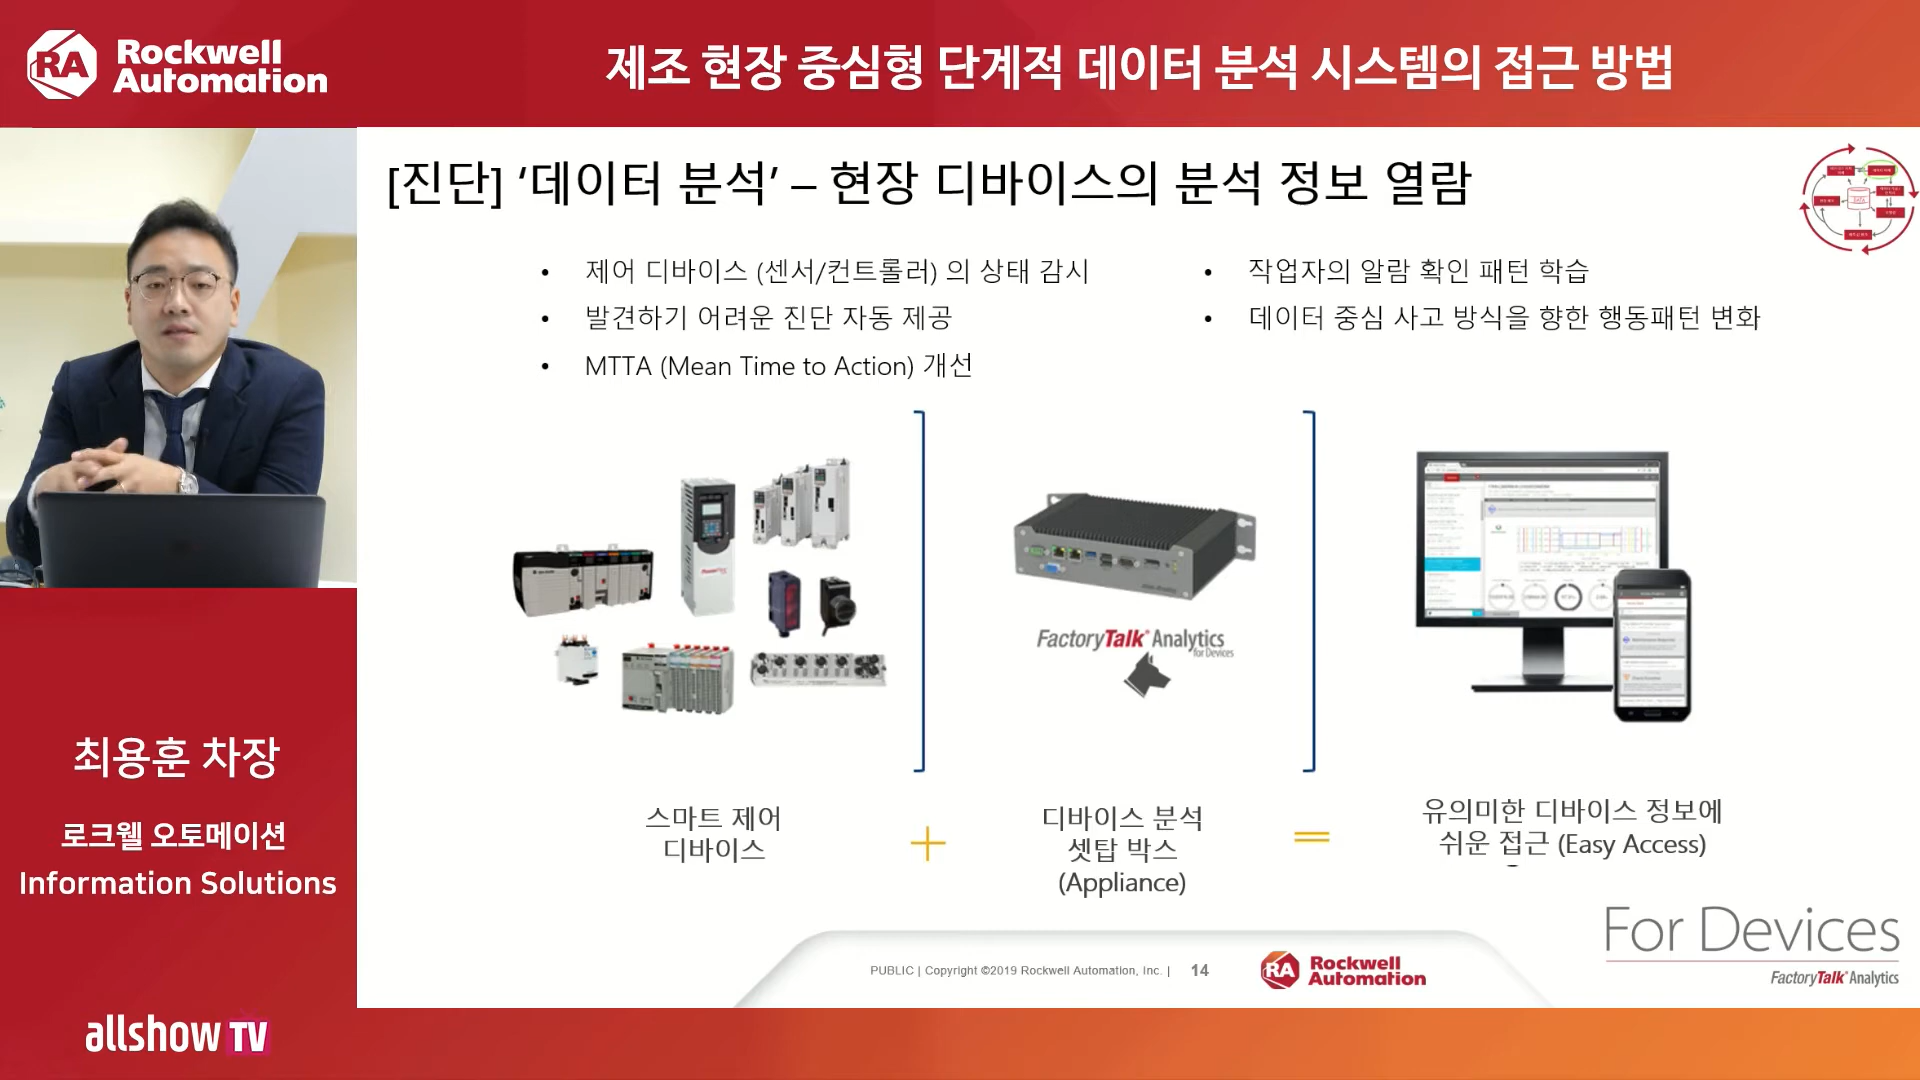 Rockwell
Automation
제조 현장 중심형 단계적 데이터 분석 시스템의 접근 방법
[진단] ‘데이터 분석’ – 현장 디바이스의 분석 정보 열람
• 제어 디바이스 (센서/컨트롤러) 의 상태 감시
• 발견하기 어려운 진단 자동 제공
• MTTA (Mean Time to Action) 개선
• 작업자의 알람 확인 패턴 학습
• 데이터 중심 사고 방식을 향한 행동패턴 변화
FactoryTalk® Analytics
for Devices
스마트 제어
디바이스
+
디바이스 분석
셋탑 박스
(Appliance)
=
유의미한 디바이스 정보에
쉬운 접근 (Easy Access)
최용훈 차장
로크웰 오토메이션
Information Solutions
allshow TV
PUBLIC | Copyright ©2019 Rockwell Automation, Inc. | 14
RA Rockwell
Automation
For Devices
FactoryTalk® Analytics